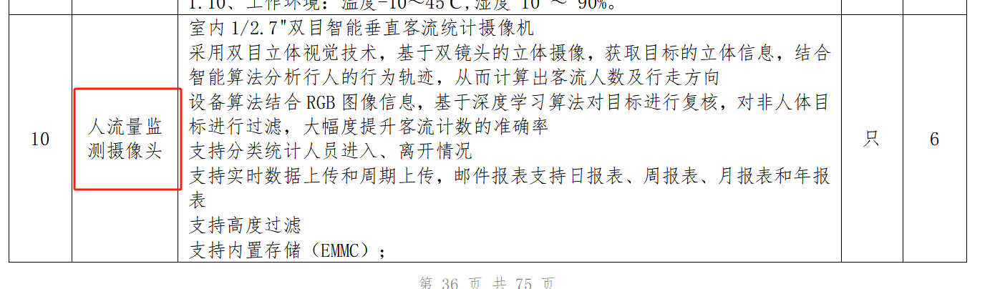 1.10、工作环境：温度-10～45℃,湿度 10 ～ 90%。
10
人流量监
测摄像头
室内1/2.7"双目智能垂直客流统计摄像机
采用双目立体视觉技术，基于双镜头的立体摄像，获取目标的立体信息，结合
智能算法分析行人的行为轨迹，从而计算出客流人数及行走方向
设备算法结合RGB图像信息，基于深度学习算法对目标进行复核，对非人体目
标进行过滤，大幅度提升客流计数的准确率
支持分类统计人员进入、离开情况
支持实时数据上传和周期上传，邮件报表支持日报表、周报表、月报表和年报
表
支持高度过滤
支持内置存储（EMMC）；
只
6
第 36 页 共 75 页